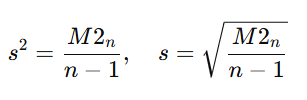 s² = M2ₙ / (n − 1), s = √(M2ₙ / (n − 1))